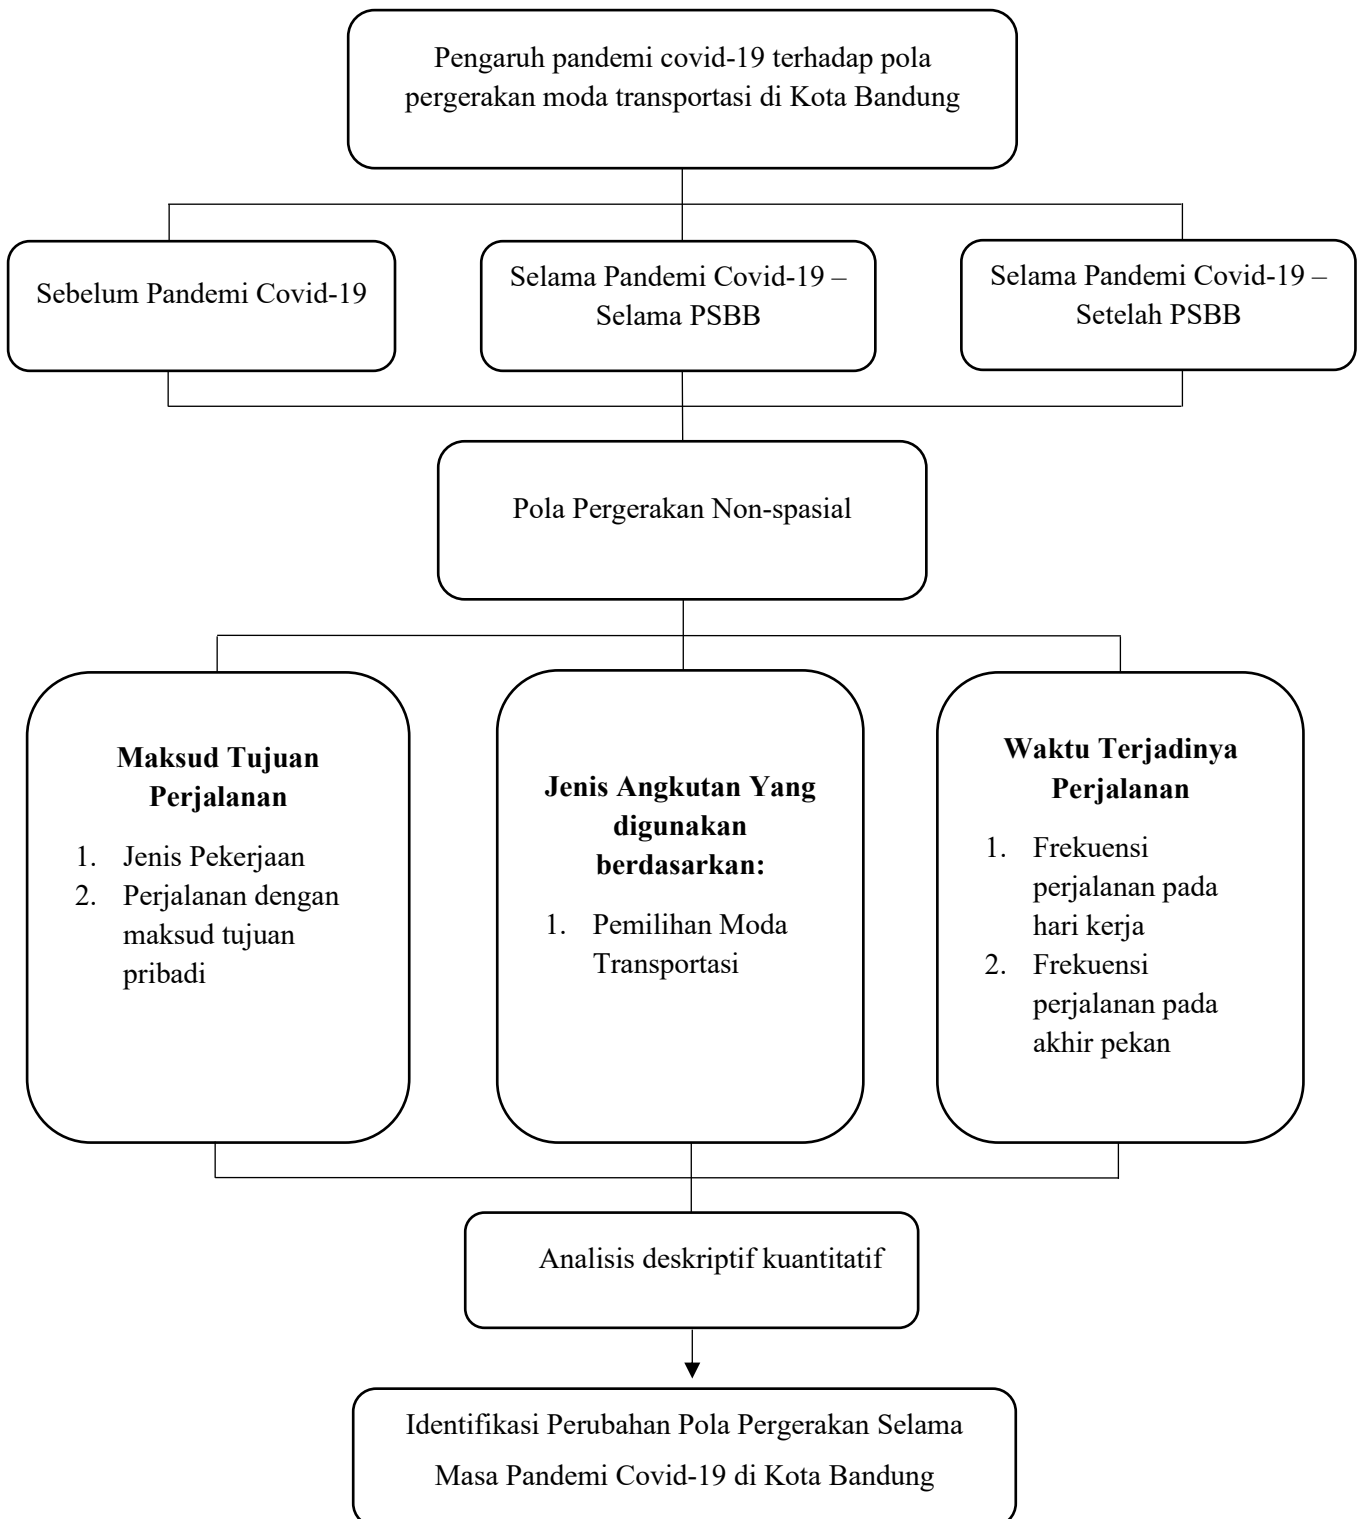 Pengaruh pandemi covid-19 terhadap pola
pergerakan moda transportasi di Kota Bandung
Sebelum Pandemi Covid-19
Selama Pandemi Covid-19 –
Selama PSBB
Selama Pandemi Covid-19 –
Setelah PSBB
Pola Pergerakan Non-spasial
Maksud Tujuan
Perjalanan
1. Jenis Pekerjaan
2. Perjalanan dengan
maksud tujuan
pribadi
Jenis Angkutan Yang
digunakan
berdasarkan:
1. Pemilihan Moda
Transportasi
Waktu Terjadinya
Perjalanan
1. Frekuensi
perjalanan pada
hari kerja
2. Frekuensi
perjalanan pada
akhir pekan
Analisis deskriptif kuantitatif
Identifikasi Perubahan Pola Pergerakan Selama
Masa Pandemi Covid-19 di Kota Bandung